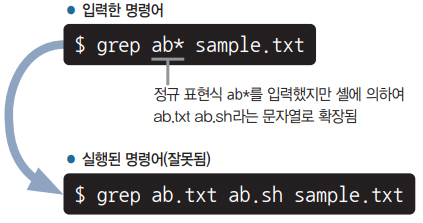 ● 입력한 명령어
$ grep ab* sample.txt
정규 표현식 ab*를 입력했지만 셸에 의하여
ab.txt ab.sh라는 문자열로 확장됨
● 실행된 명령어(잘못됨)
$ grep ab.txt ab.sh sample.txt